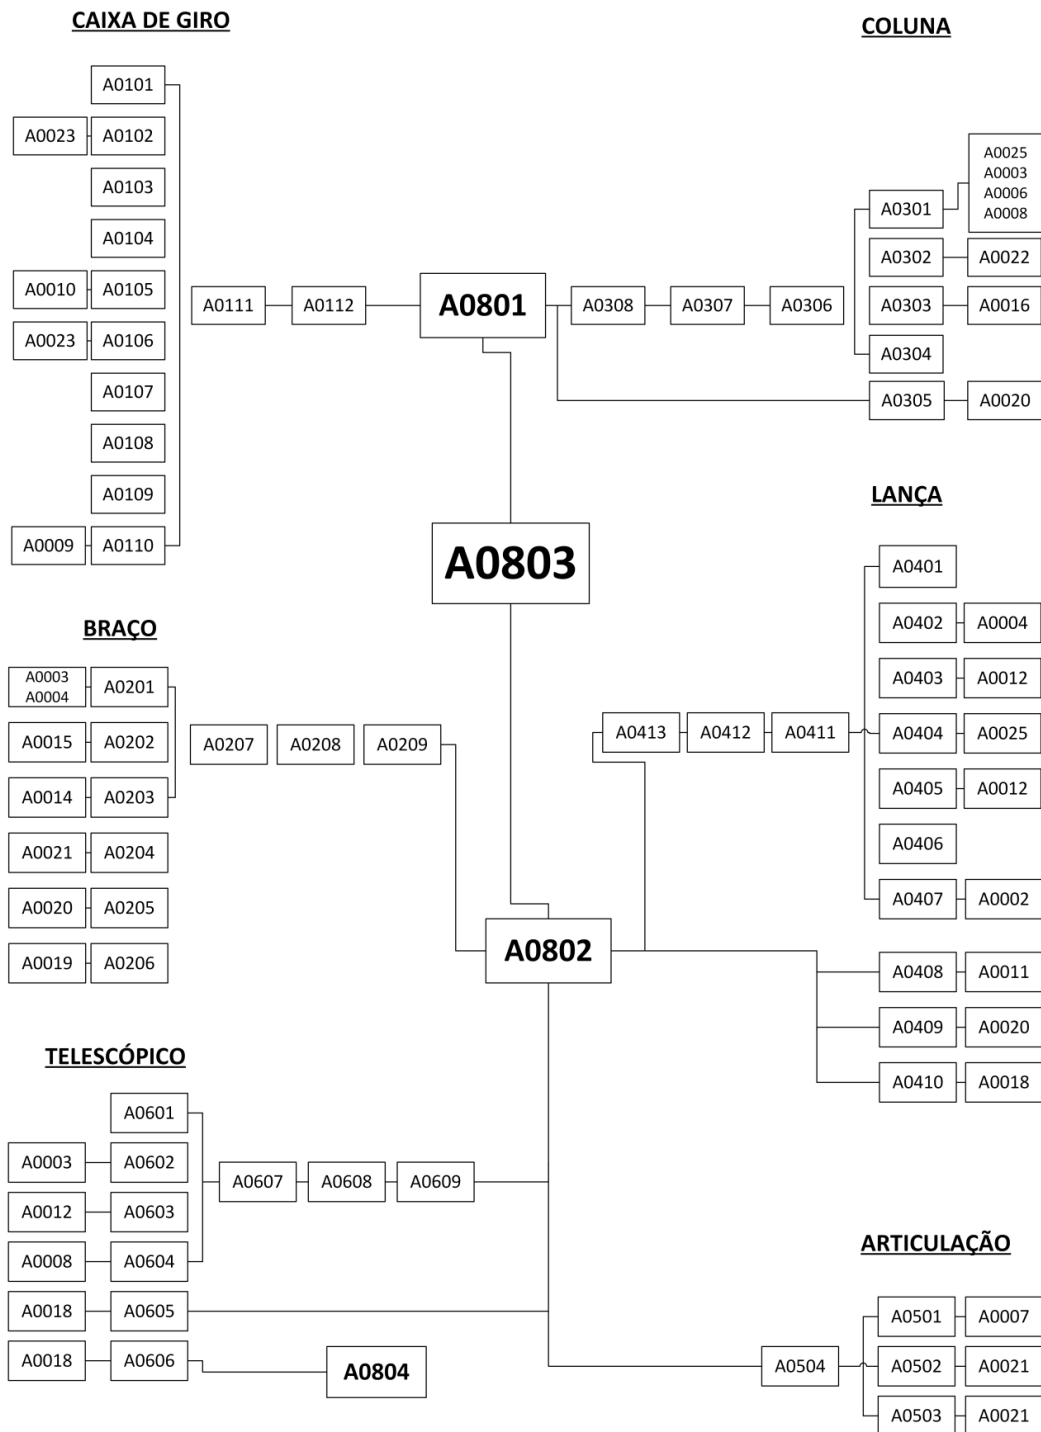 CAIXA DE GIRO
A0101
A0023 A0102
A0103
A0104
A0010 A0105
A0023 A0106
A0107
A0108
A0109
A0009 A0110
A0111 A0112
A0801
A0308 A0307 A0306
COLUNA
A0025
A0003
A0006
A0008
A0301
A0302 A0022
A0303 A0016
A0304
A0305 A0020
A0803
BRAÇO
A0003
A0004
A0201
A0015 A0202
A0014 A0203
A0021 A0204
A0020 A0205
A0019 A0206
A0207 A0208 A0209
LANÇA
A0401
A0402 A0004
A0403 A0012
A0413 A0412 A0411 A0404 A0025
A0405 A0012
A0406
A0407 A0002
A0408 A0011
A0409 A0020
A0410 A0018
A0802
TELESCÓPICO
A0601
A0003 A0602
A0012 A0603
A0008 A0604
A0018 A0605
A0018 A0606
A0607 A0608 A0609
A0804
ARTICULAÇÃO
A0501 A0007
A0504 A0502 A0021
A0503 A0021